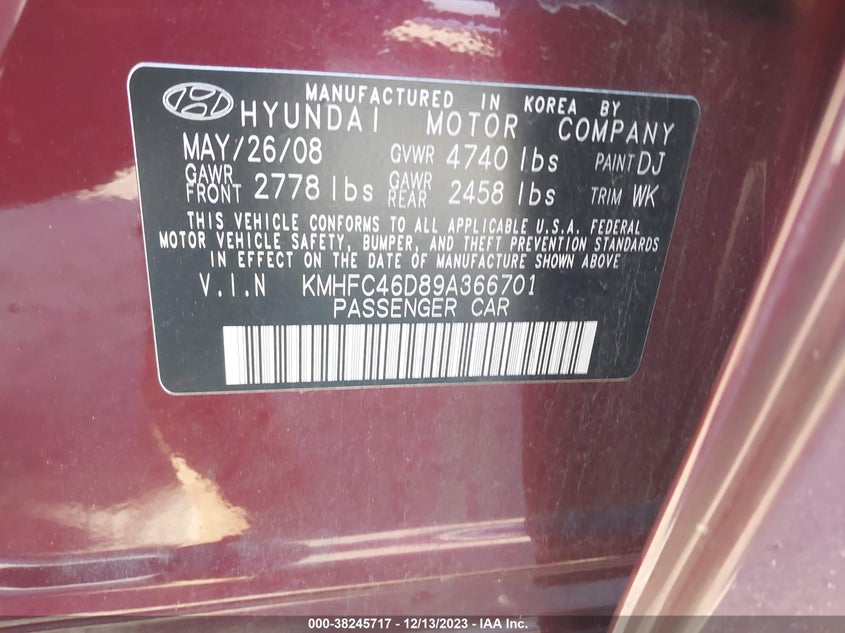 MANUFACTURED IN KOREA BY
HYUNDAI MOTOR COMPANY
MAY/26/08 GVWR 4740 lbs PAINT DJ
GAWR FRONT 2778 lbs GAWR REAR 2458 lbs TRIM WK
THIS VEHICLE CONFORMS TO ALL APPLICABLE U.S.A. FEDERAL
MOTOR VEHICLE SAFETY, BUMPER, AND THEFT PREVENTION STANDARDS
IN EFFECT ON THE DATE OF MANUFACTURE SHOWN ABOVE
V.I.N KMHFC46D89A366701
PASSENGER CAR
000-38245717 - 12/13/2023 - IAA Inc.